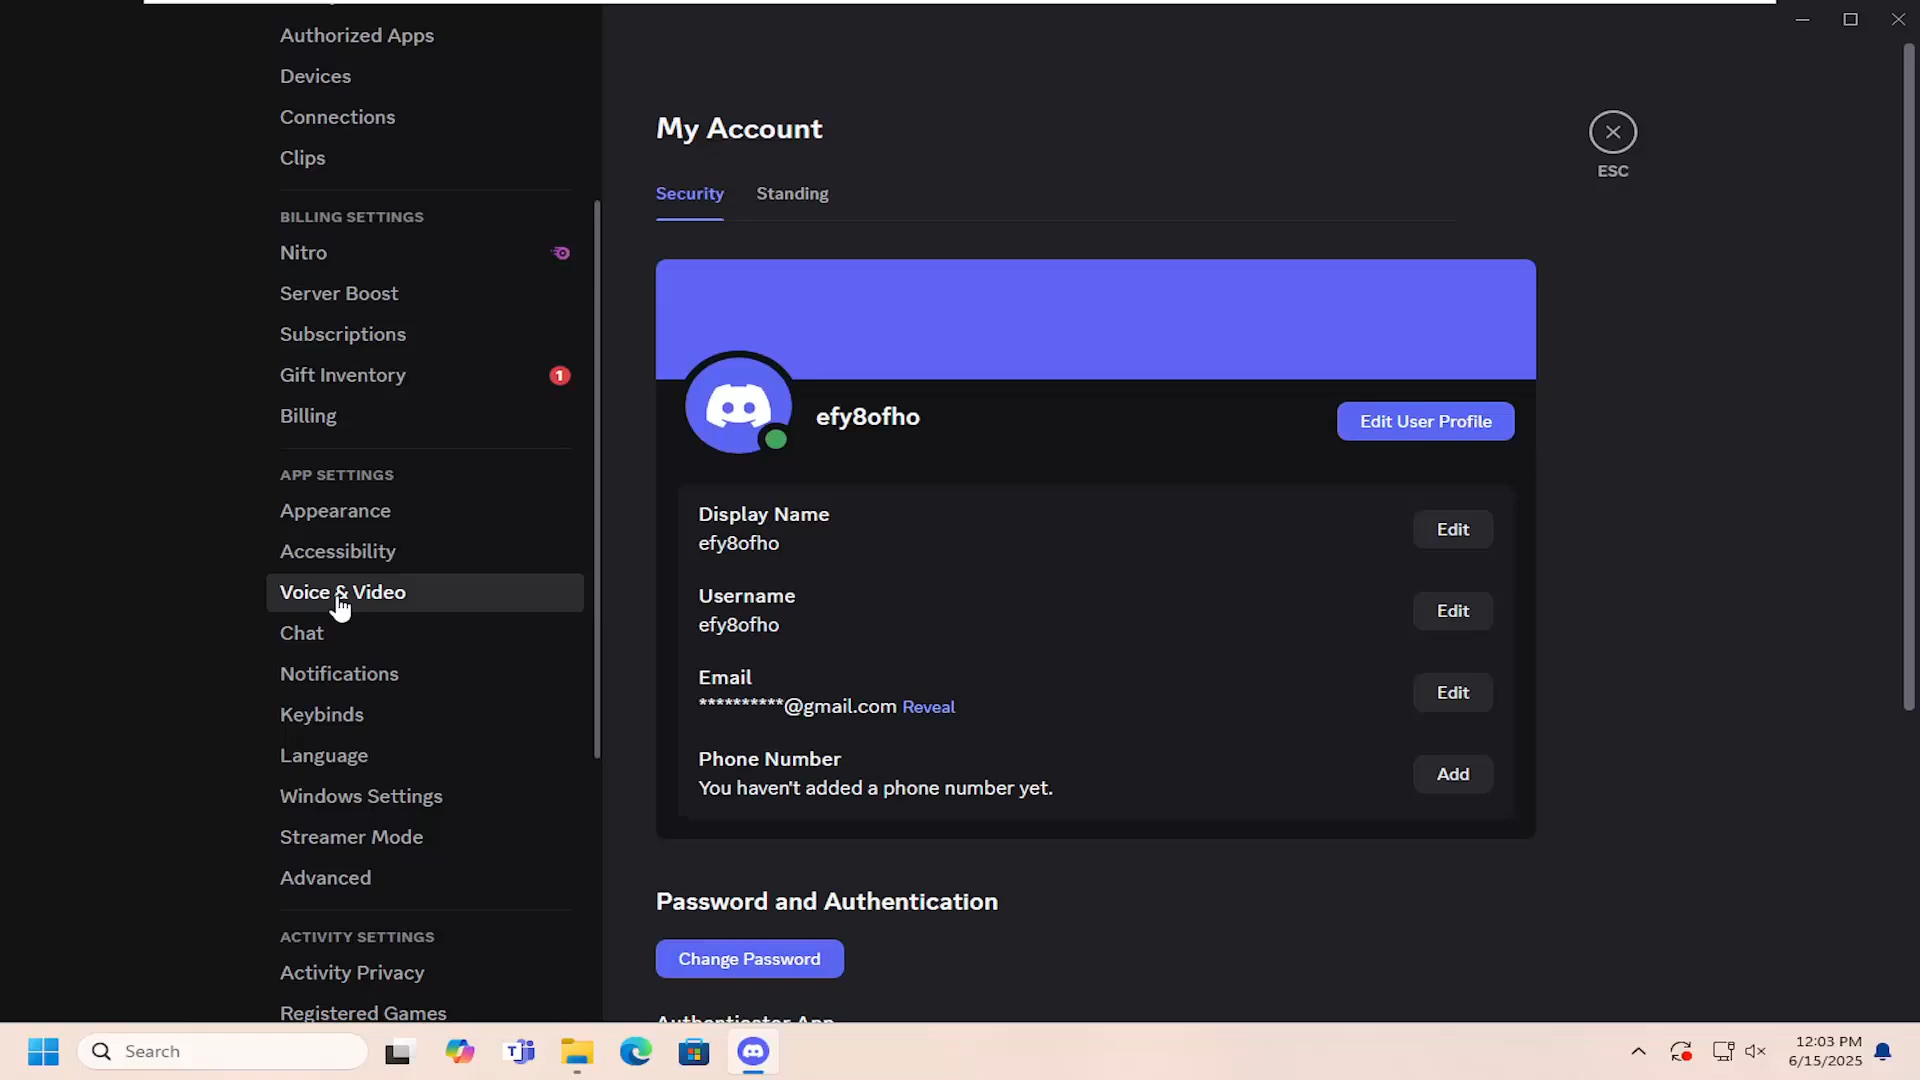 Authorized Apps
Devices
Connections
Clips
BILLING SETTINGS
Nitro
Server Boost
Subscriptions
Gift Inventory 1
Billing
APP SETTINGS
Appearance
Accessibility
Voice & Video
Chat
Notifications
Keybinds
Language
Windows Settings
Streamer Mode
Advanced
ACTIVITY SETTINGS
Activity Privacy
Registered Games
My Account
ESC
Security Standing
efy8ofho
Edit User Profile
Display Name
efy8ofho
Edit
Username
efy8ofho
Edit
Email
**********@gmail.com Reveal
Edit
Phone Number
You haven't added a phone number yet.
Add
Password and Authentication
Change Password
Authenticator App
Search
12:03 PM
6/15/2025